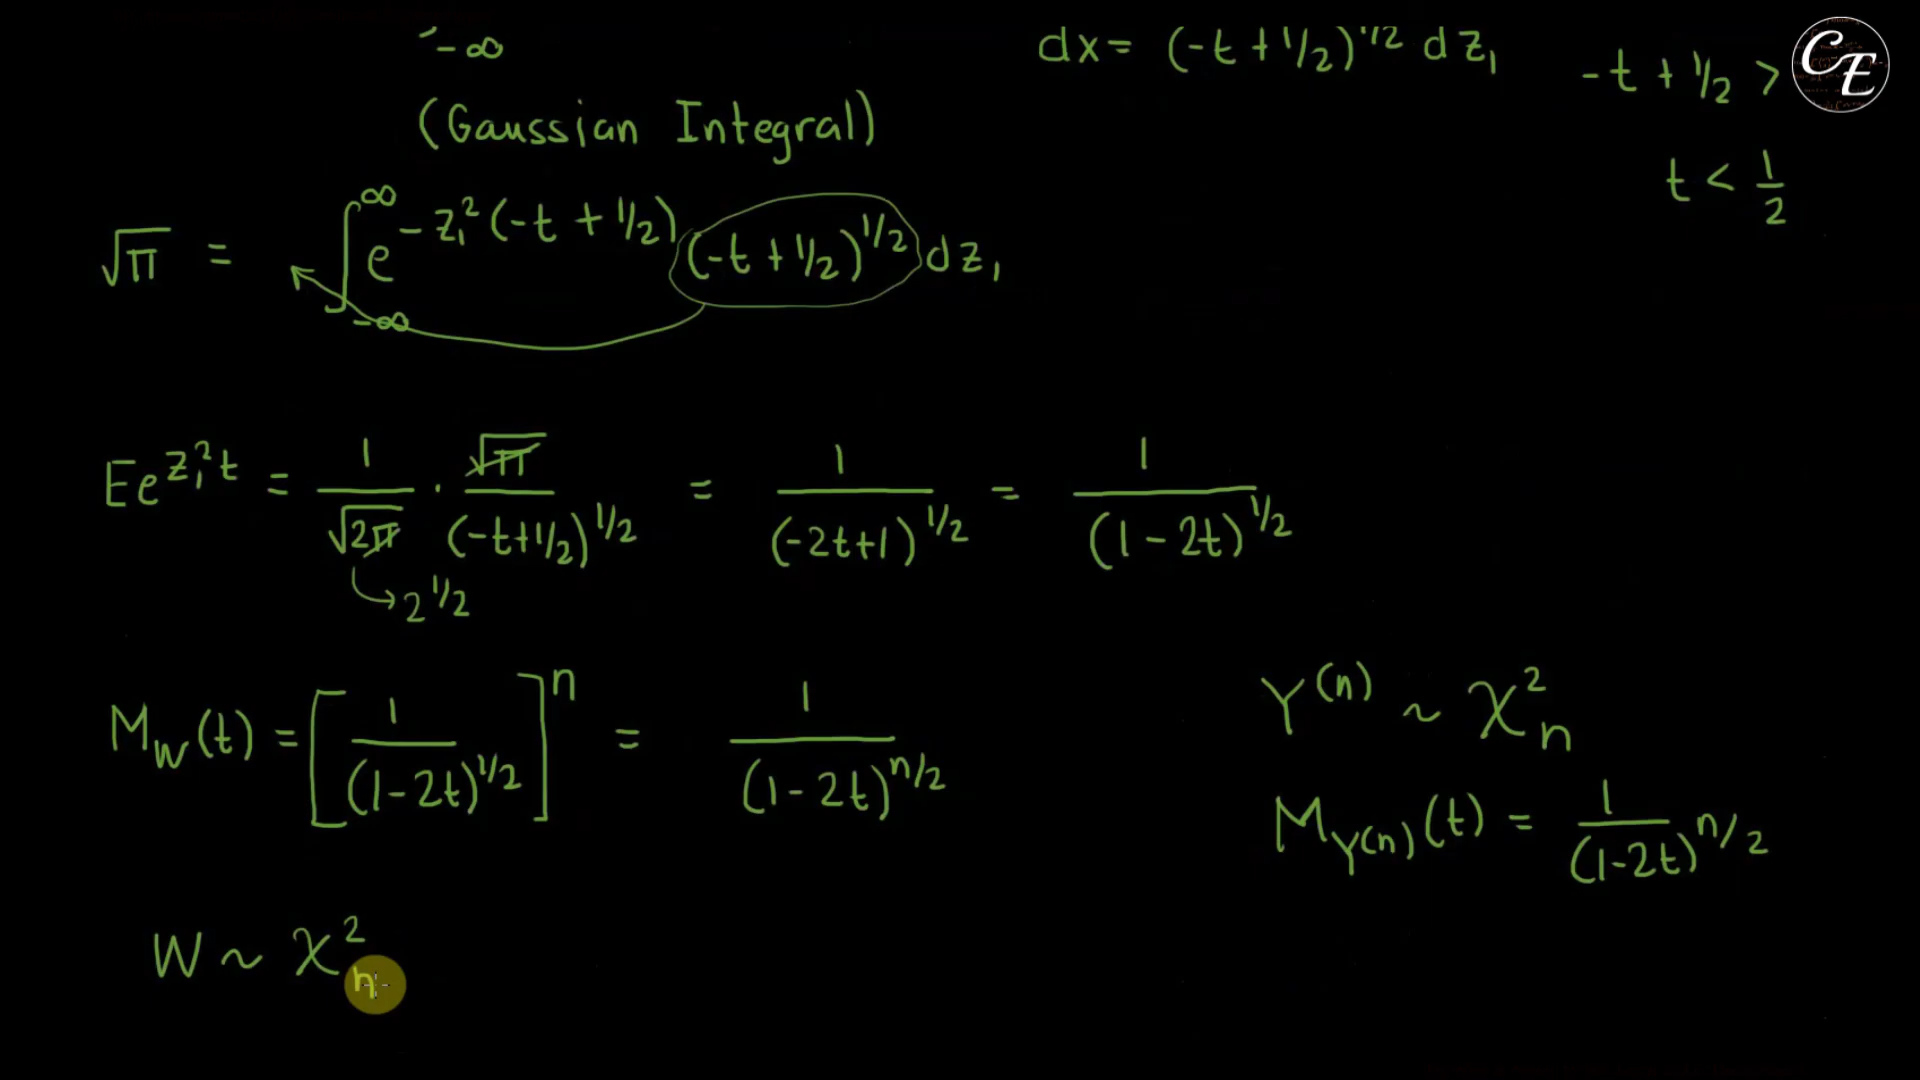 -∞
dx = (-t + 1/2)^1/2 dz₁
-t + 1/2 >
CE
(Gaussian Integral)
t < 1/2
√π = ∫_-∞^∞ e^-z₁²(-t + 1/2) (-t + 1/2)^1/2 dz₁
Ee^z₁²t = 1/√2π · √π/(-t+1/2)^1/2 = 1/(-2t+1)^1/2 = 1/(1-2t)^1/2
→ 2^1/2
M_W(t) = [1/(1-2t)^1/2]^n = 1/(1-2t)^n/2
Y^(n) ~ χ²_n
M_Y(n)(t) = 1/(1-2t)^n/2
W ~ χ²_n